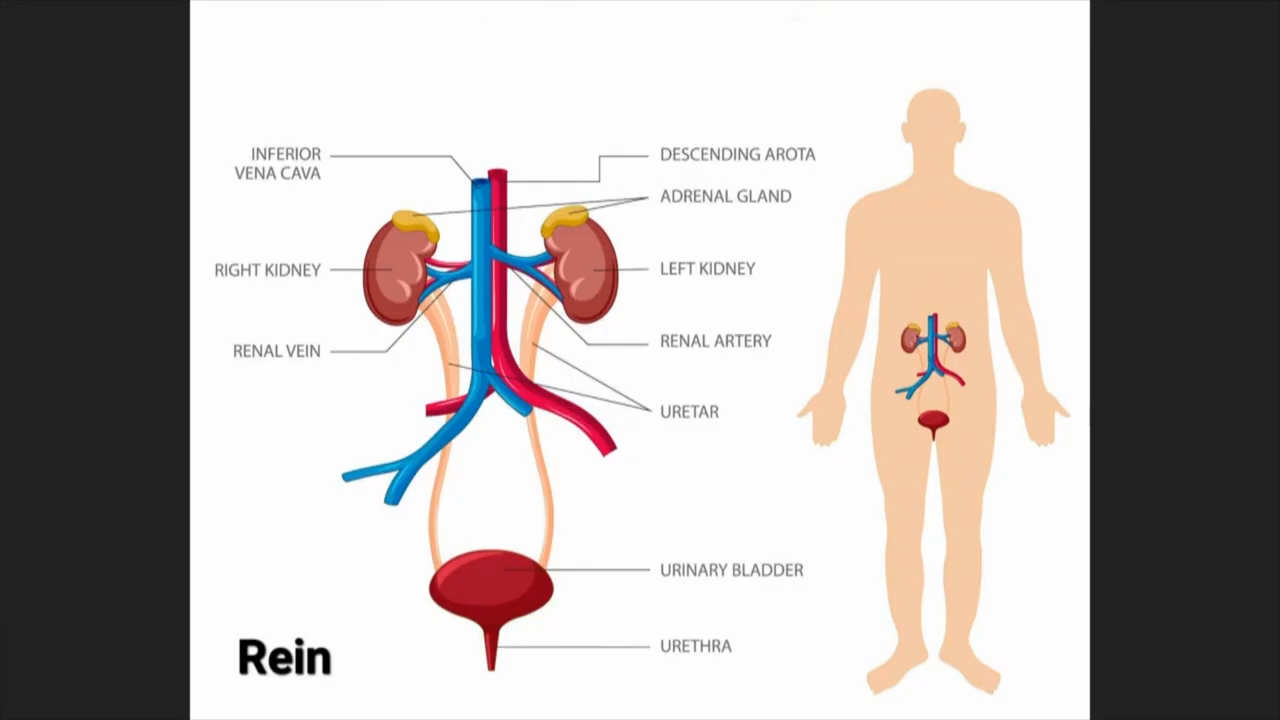 INFERIOR
VENA CAVA
RIGHT KIDNEY
RENAL VEIN
DESCENDING AROTA
ADRENAL GLAND
LEFT KIDNEY
RENAL ARTERY
URETAR
URINARY BLADDER
URETHRA
Rein